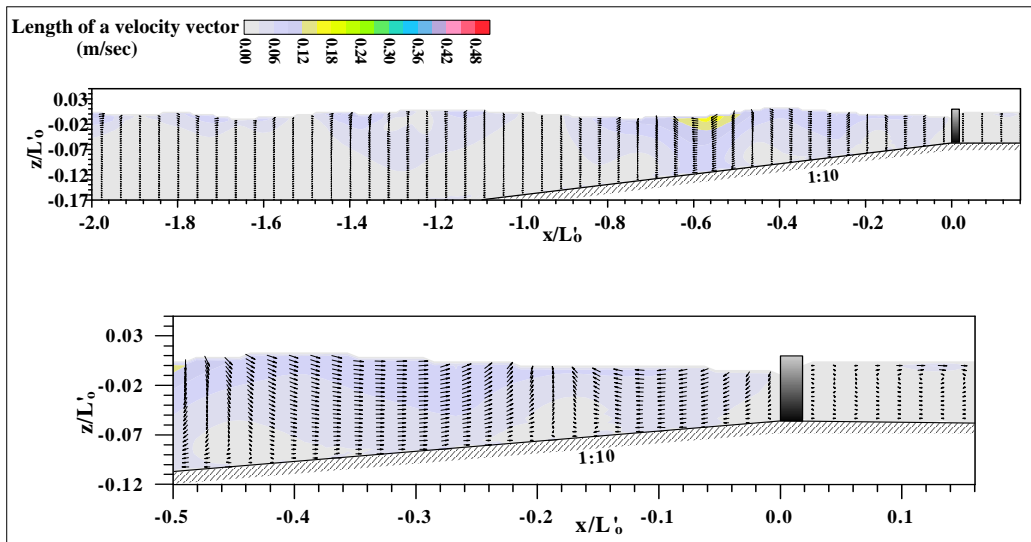 Length of a velocity vector
(m/sec)
0.00 0.06 0.12 0.18 0.24 0.30 0.36 0.42 0.48
0.03
-0.02
-0.07
-0.12
-0.17
z/L'o
1:10
-2.0 -1.8 -1.6 -1.4 -1.2 -1.0 -0.8 -0.6 -0.4 -0.2 0.0
x/L'o
0.03
-0.02
-0.07
-0.12
z/L'o
1:10
-0.5 -0.4 -0.3 -0.2 -0.1 0.0 0.1
x/L'o